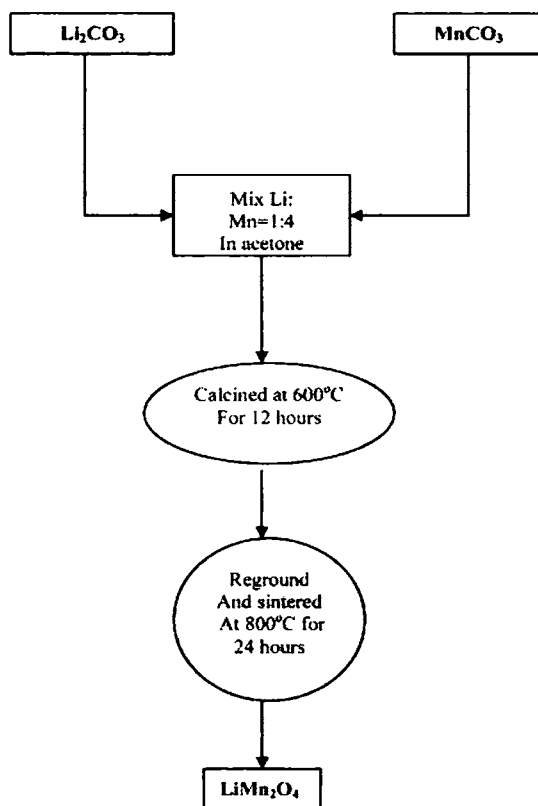 Li₂CO₃
MnCO₃
Mix Li:
Mn=1:4
In acetone
Calcined at 600°C
For 12 hours
Reground
And sintered
At 800°C for
24 hours
LiMn₂O₄